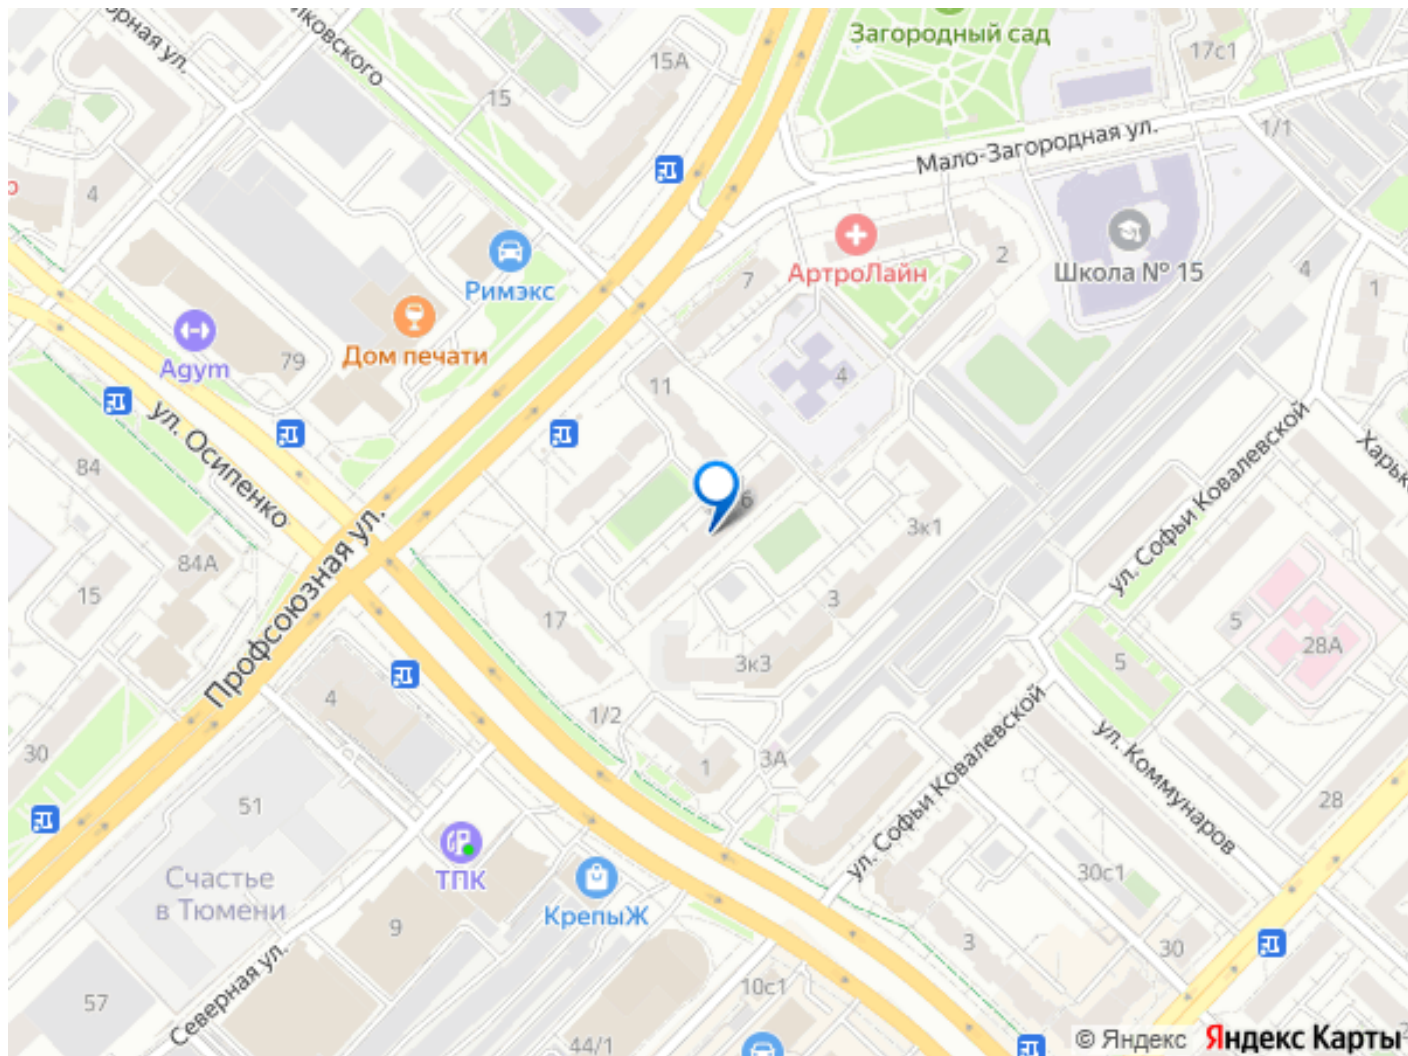 Загородный сад
17с1
15А
15
1/1
Мало-Загородная ул.
4
Римэкс
АртроЛайн
2
Школа № 15
4
7
1
Agym
79
Дом печати
11
4
ул. Осипенко
84
6
3к1
ул. Софьи Ковалевской
84А
15
Профсоюзная ул.
17
3
3к3
5
5
28А
4
1/2
30
1
3А
ул. Софьи Ковалевской
ул. Коммунаров
51
28
ТПК
Счастье
в Тюмени
КрепыЖ
30с1
9
3
30
Северная ул.
57
10с1
44/1
© Яндекс
Яндекс Карты